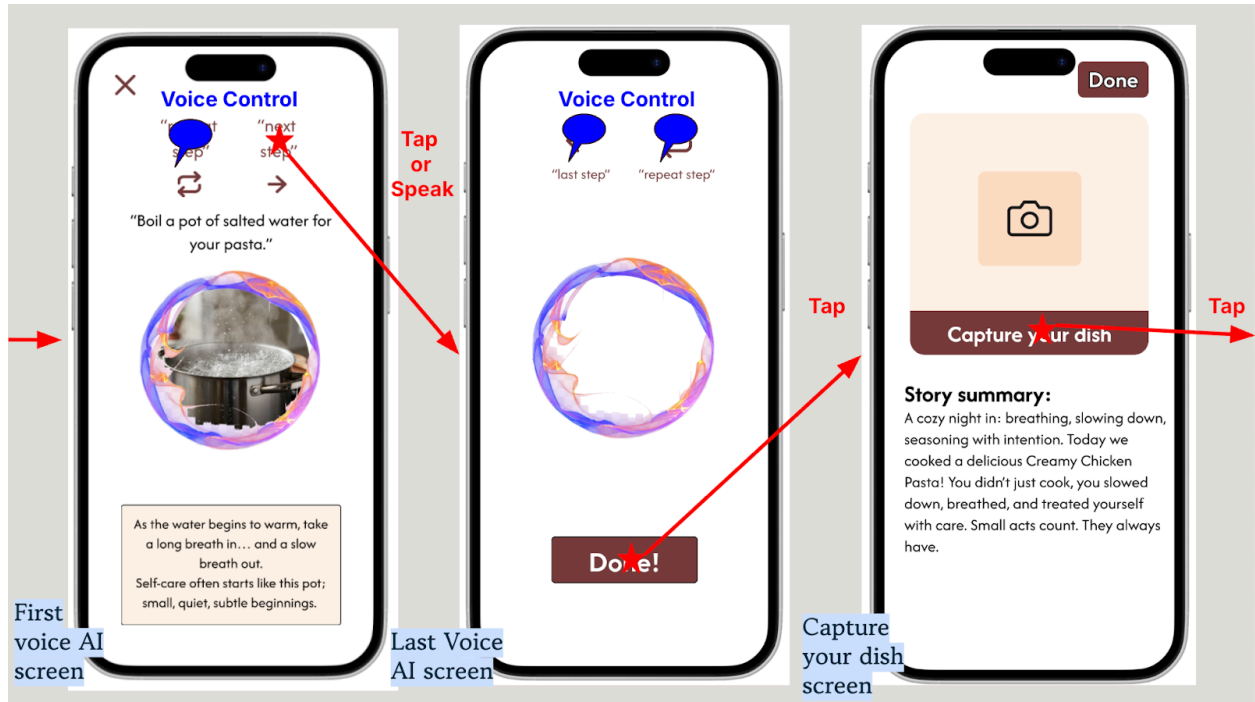 Voice Control
"next
step"
"Boil a pot of salted water for
your pasta."
As the water begins to warm, take
a long breath in... and a slow
breath out.
Self-care often starts like this pot;
small, quiet, subtle beginnings.
First
voice AI
screen
Tap
or
Speak
Voice Control
"last step" "repeat step"
Done!
Last Voice
AI screen
Tap
Done
Capture your dish
Story summary:
A cozy night in: breathing, slowing down,
seasoning with intention. Today we
cooked a delicious Creamy Chicken
Pasta! You didn't just cook, you slowed
down, breathed, and treated yourself
with care. Small acts count. They always
have.
Capture
your dish
screen
Tap